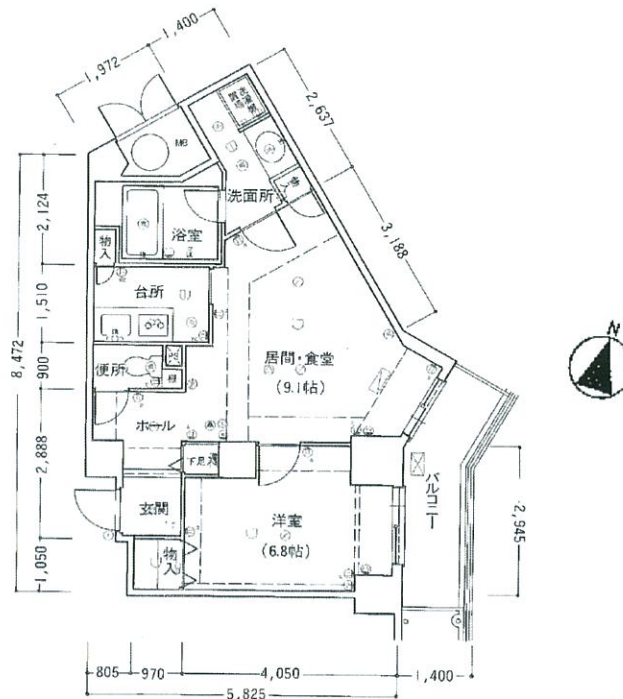 1,400
1,972
2,637
MB
洗面所
物入
2,124
浴室
3,188
物入
台所
1,510
8,472
居間・食堂
(9.1帖)
便所
棚
900
N
ホール
2,888
下足入
バルコニー
玄関
洋室
(6.8帖)
2,945
物入
1,050
805
970
4,050
1,400
5,825